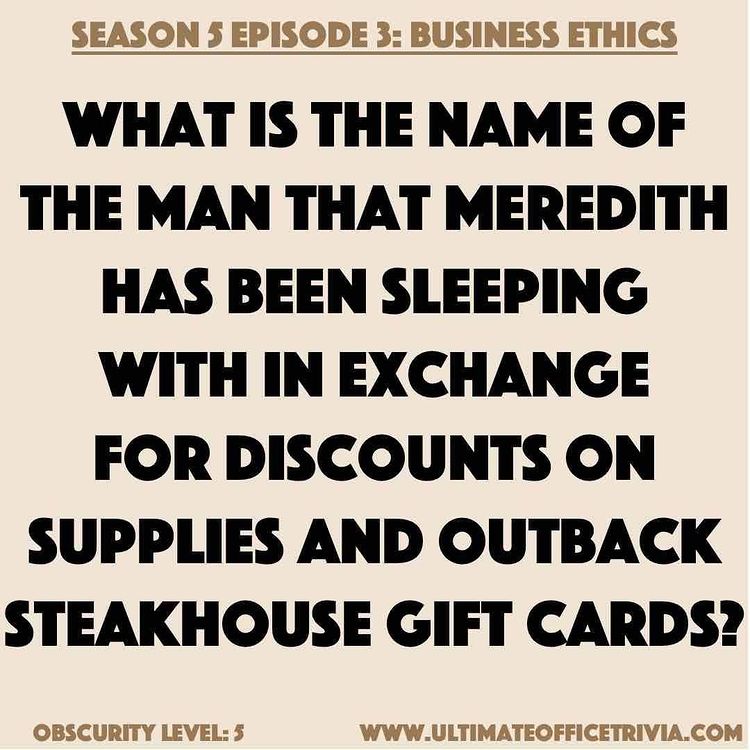 SEASON 5 EPISODE 3: BUSINESS ETHICS
WHAT IS THE NAME OF
THE MAN THAT MEREDITH
HAS BEEN SLEEPING
WITH IN EXCHANGE
FOR DISCOUNTS ON
SUPPLIES AND OUTBACK
STEAKHOUSE GIFT CARDS?
OBSCURITY LEVEL: 5
WWW.ULTIMATEOFFICETRIVIA.COM